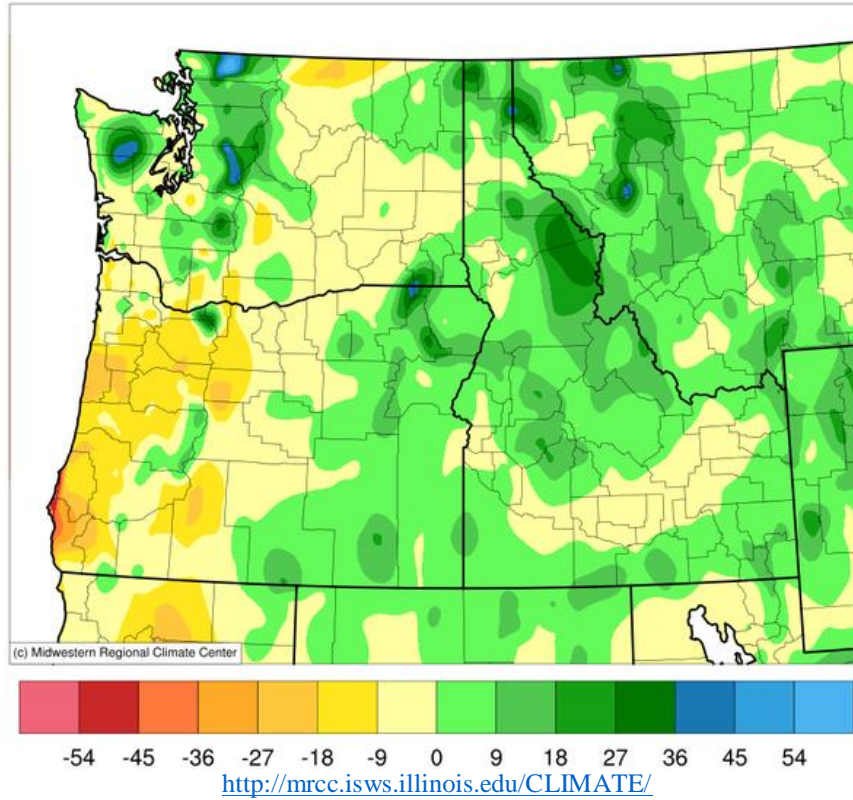 (c) Midwestern Regional Climate Center
-54 -45 -36 -27 -18 -9 0 9 18 27 36 45 54
http://mrcc.isws.illinois.edu/CLIMATE/